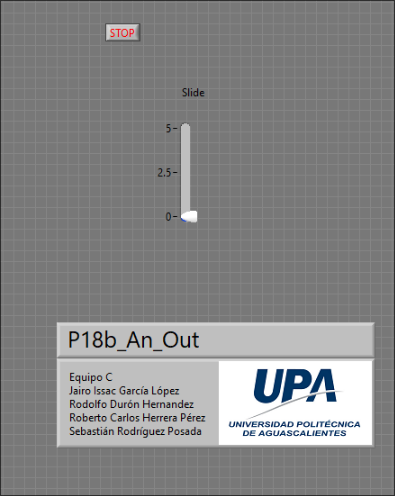 STOP
Slide
5
2.5
0
P18b_An_Out
Equipo C
Jairo Issac García López
Rodolfo Durón Hernandez
Roberto Carlos Herrera Pérez
Sebastián Rodríguez Posada
UPA
UNIVERSIDAD POLITÉCNICA
DE AGUASCALIENTES